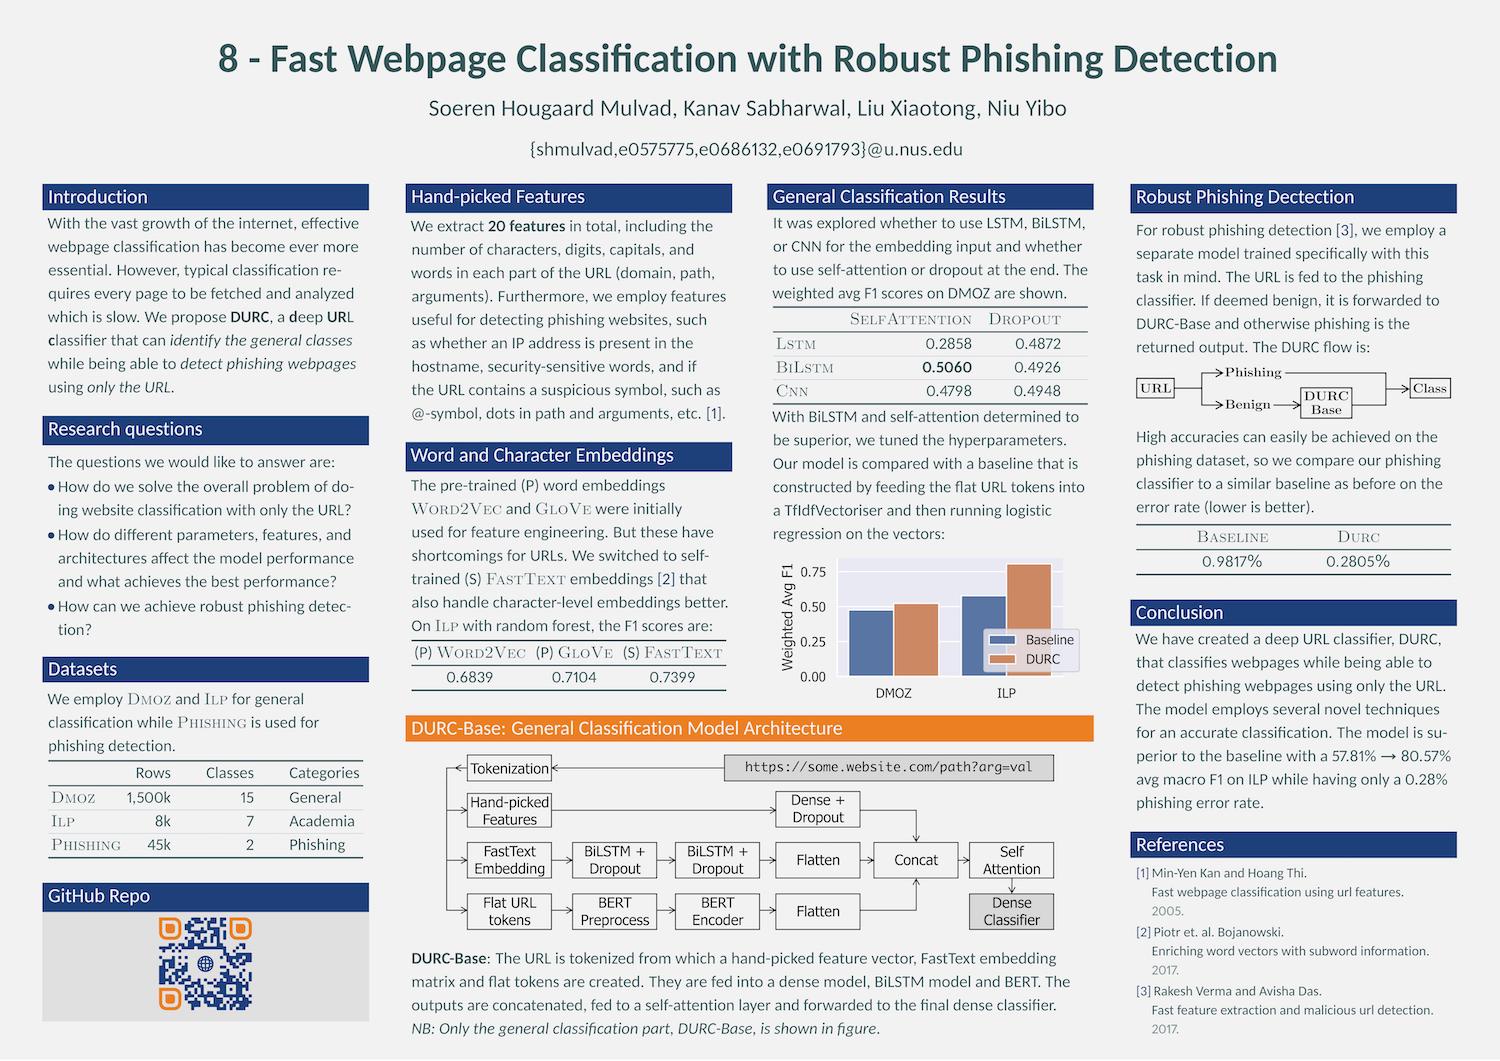 8 - Fast Webpage Classification with Robust Phishing Detection
Soeren Hougaard Mulvad, Kanav Sabharwal, Liu Xiaotong, Niu Yibo
{shmulvad,e0575775,e0686132,e0691793}@u.nus.edu
Introduction
With the vast growth of the internet, effective
webpage classification has become ever more
essential. However, typical classification re-
quires every page to be fetched and analyzed
which is slow. We propose DURC, a deep URL
classifier that can identify the general classes
while being able to detect phishing webpages
using only the URL.
Research questions
The questions we would like to answer are:
• How do we solve the overall problem of do-
ing website classification with only the URL?
• How do different parameters, features, and
architectures affect the model performance
and what achieves the best performance?
• How can we achieve robust phishing detec-
tion?
Datasets
We employ DMOZ and ILP for general
classification while PHISHING is used for
phishing detection.
Rows Classes Categories
DMOZ 1,500k 15 General
ILP 8k 7 Academia
PHISHING 45k 2 Phishing
GitHub Repo
Hand-picked Features
We extract 20 features in total, including the
number of characters, digits, capitals, and
words in each part of the URL (domain, path,
arguments). Furthermore, we employ features
useful for detecting phishing websites, such
as whether an IP address is present in the
hostname, security-sensitive words, and if
the URL contains a suspicious symbol, such as
@-symbol, dots in path and arguments, etc. [1].
Word and Character Embeddings
The pre-trained (P) word embeddings
WORD2VEC and GLOVE were initially
used for feature engineering. But these have
shortcomings for URLs. We switched to self-
trained (S) FASTTEXT embeddings [2] that
also handle character-level embeddings better.
On ILP with random forest, the F1 scores are:
(P) WORD2VEC (P) GLOVE (S) FASTTEXT
0.6839 0.7104 0.7399
General Classification Results
It was explored whether to use LSTM, BiLSTM,
or CNN for the embedding input and whether
to use self-attention or dropout at the end. The
weighted avg F1 scores on DMOZ are shown.
SELFATTENTION DROPOUT
LSTM 0.2858 0.4872
BILSTM 0.5060 0.4926
CNN 0.4798 0.4948
With BiLSTM and self-attention determined to
be superior, we tuned the hyperparameters.
Our model is compared with a baseline that is
constructed by feeding the flat URL tokens into
a TfIdfVectoriser and then running logistic
regression on the vectors:
Weighted Avg F1
0.75
0.50
0.25
0.00
Baseline
DURC
DMOZ ILP
DURC-Base: General Classification Model Architecture
Tokenization https://some.website.com/path?arg=val
Hand-picked
Features
Dense +
Dropout
FastText
Embedding
BiLSTM +
Dropout
BiLSTM +
Dropout
Flatten
Concat
Self
Attention
Flat URL
tokens
BERT
Preprocess
BERT
Encoder
Flatten
Dense
Classifier
DURC-Base: The URL is tokenized from which a hand-picked feature vector, FastText embedding
matrix and flat tokens are created. They are fed into a dense model, BiLSTM model and BERT. The
outputs are concatenated, fed to a self-attention layer and forwarded to the final dense classifier.
NB: Only the general classification part, DURC-Base, is shown in figure.
Robust Phishing Dectection
For robust phishing detection [3], we employ a
separate model trained specifically with this
task in mind. The URL is fed to the phishing
classifier. If deemed benign, it is forwarded to
DURC-Base and otherwise phishing is the
returned output. The DURC flow is:
URL
Phishing
Benign
DURC
Base
Class
High accuracies can easily be achieved on the
phishing dataset, so we compare our phishing
classifier to a similar baseline as before on the
error rate (lower is better).
BASELINE DURC
0.9817% 0.2805%
Conclusion
We have created a deep URL classifier, DURC,
that classifies webpages while being able to
detect phishing webpages using only the URL.
The model employs several novel techniques
for an accurate classification. The model is su-
perior to the baseline with a 57.81% → 80.57%
avg macro F1 on ILP while having only a 0.28%
phishing error rate.
References
[1] Min-Yen Kan and Hoang Thi.
Fast webpage classification using url features.
2005.
[2] Piotr et. al. Bojanowski.
Enriching word vectors with subword information.
2017.
[3] Rakesh Verma and Avisha Das.
Fast feature extraction and malicious url detection.
2017.